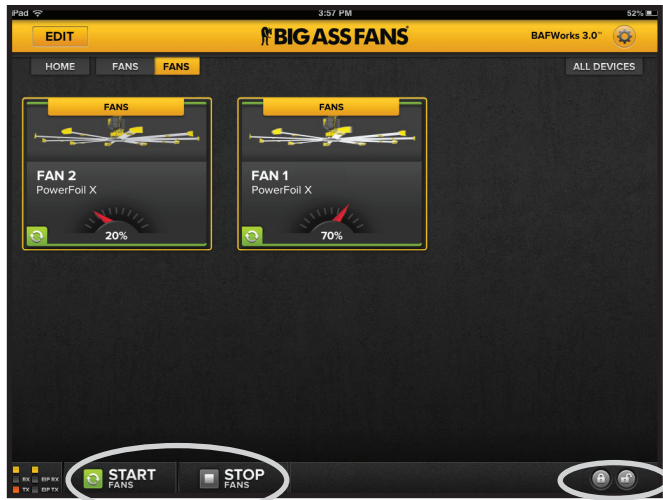 iPad 3:57 PM 52%
EDIT BIG ASS FANS® BAFWorks 3.0™
HOME FANS FANS ALL DEVICES
FANS FANS
FAN 2 FAN 1
PowerFoil X PowerFoil X
20% 70%
RX EIP RX START STOP
TX EIP TX FANS FANS